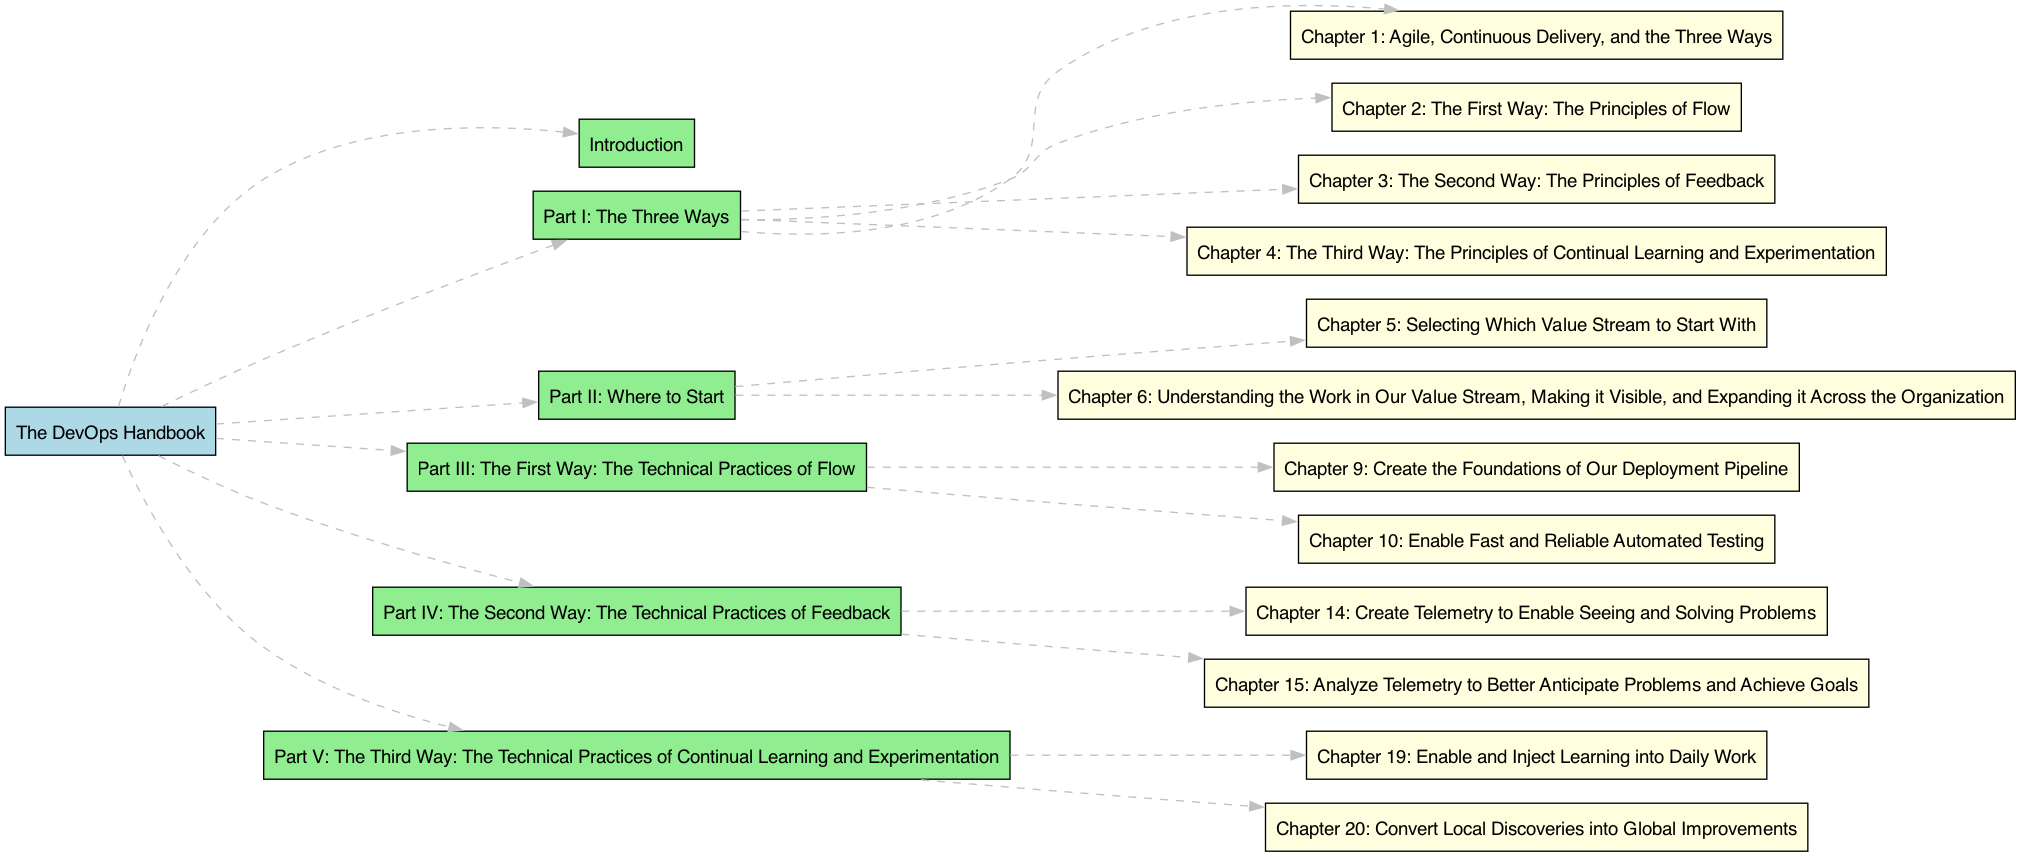 The DevOps Handbook
Introduction
Part I: The Three Ways
Part II: Where to Start
Part III: The First Way: The Technical Practices of Flow
Part IV: The Second Way: The Technical Practices of Feedback
Part V: The Third Way: The Technical Practices of Continual Learning and Experimentation
Chapter 1: Agile, Continuous Delivery, and the Three Ways
Chapter 2: The First Way: The Principles of Flow
Chapter 3: The Second Way: The Principles of Feedback
Chapter 4: The Third Way: The Principles of Continual Learning and Experimentation
Chapter 5: Selecting Which Value Stream to Start With
Chapter 6: Understanding the Work in Our Value Stream, Making it Visible, and Expanding it Across the Organization
Chapter 9: Create the Foundations of Our Deployment Pipeline
Chapter 10: Enable Fast and Reliable Automated Testing
Chapter 14: Create Telemetry to Enable Seeing and Solving Problems
Chapter 15: Analyze Telemetry to Better Anticipate Problems and Achieve Goals
Chapter 19: Enable and Inject Learning into Daily Work
Chapter 20: Convert Local Discoveries into Global Improvements